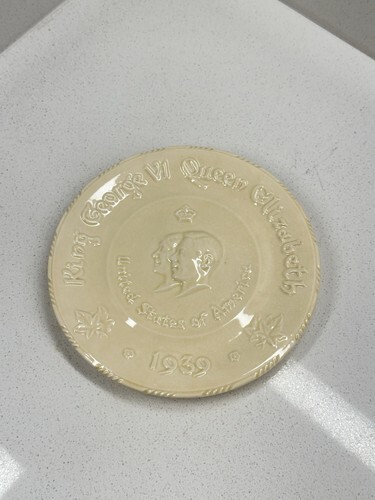 King George VI Queen Elizabeth
United States of America
1939